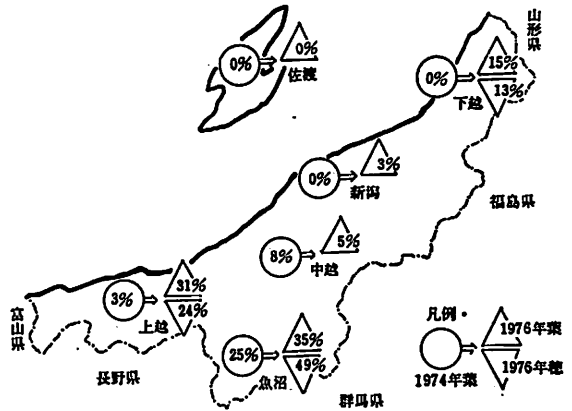 山形県
0%
0%
佐渡
0%
15%
13%
下越
0%
3%
新潟
福島県
8%
5%
中越
3%
31%
24%
上越
富山県
長野県
25%
35%
49%
魚沼
群馬県
凡例・
1974年葉
1976年葉
1976年穂